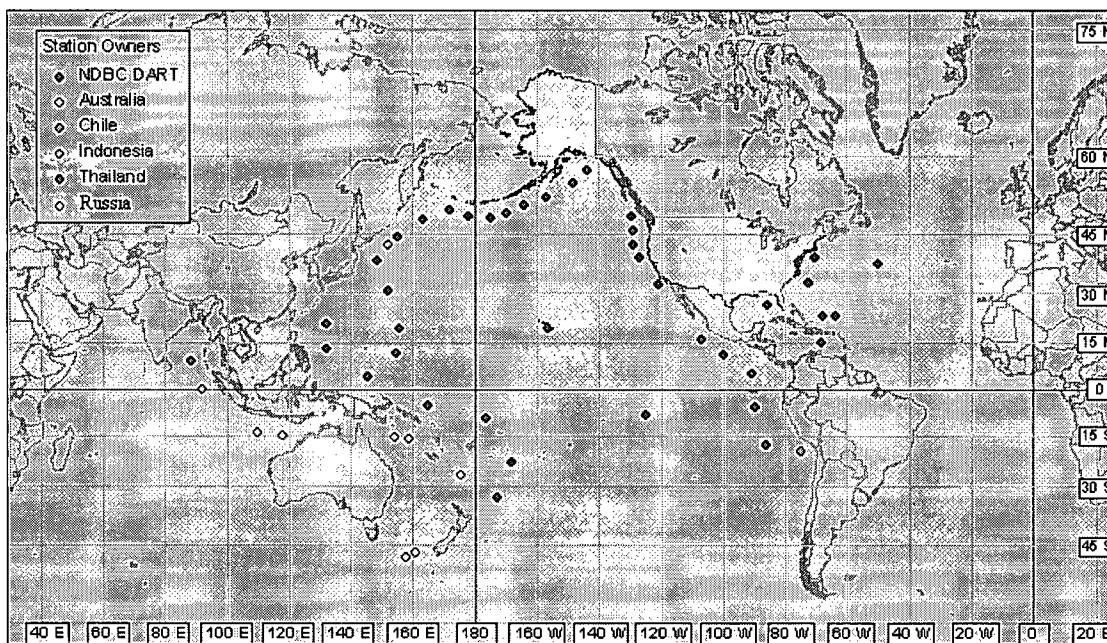 Station Owners
NDBC DART
Australia
Chile
Indonesia
Thailand
Russia
75 N
60 N
45 N
30 N
15 N
0
15 S
30 S
45 S
40 E
60 E
80 E
100 E
120 E
140 E
160 E
180
160 W
140 W
120 W
100 W
80 W
60 W
40 W
20 W
0
20 E